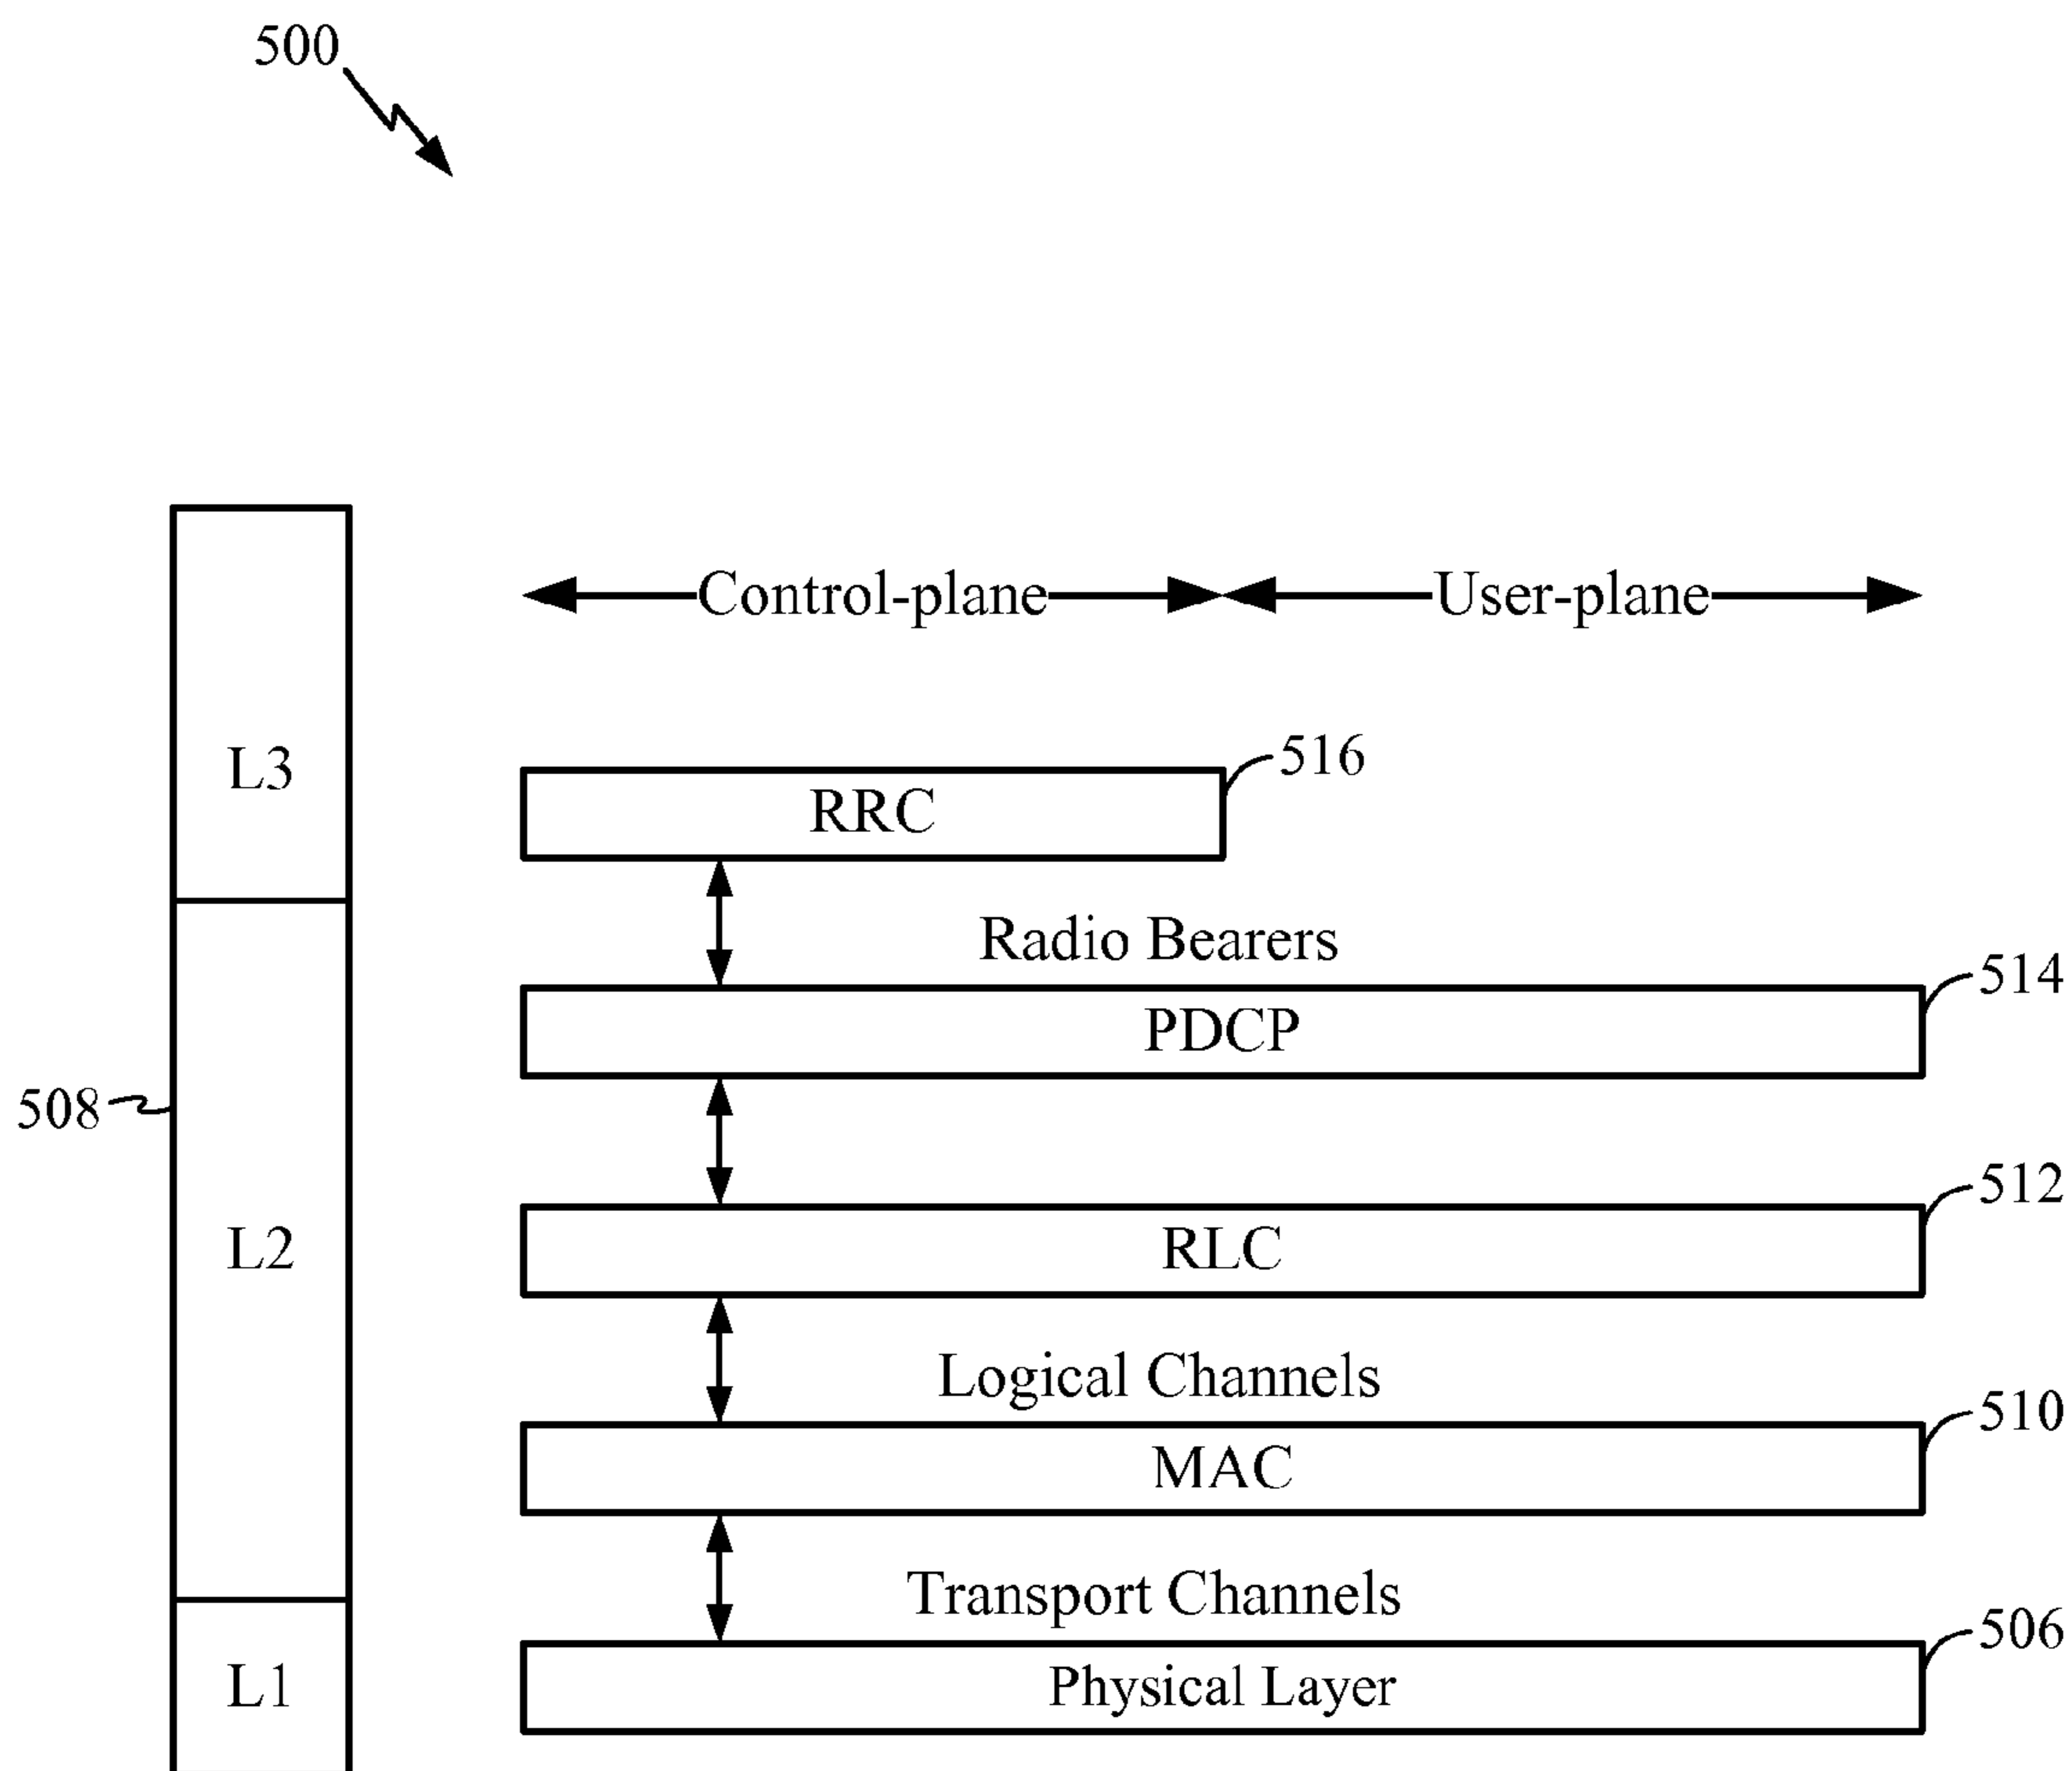 500
Control-plane User-plane
L3
516
RRC
Radio Bearers
514
PDCP
508
512
L2
RLC
Logical Channels
510
MAC
Transport Channels
506
L1
Physical Layer